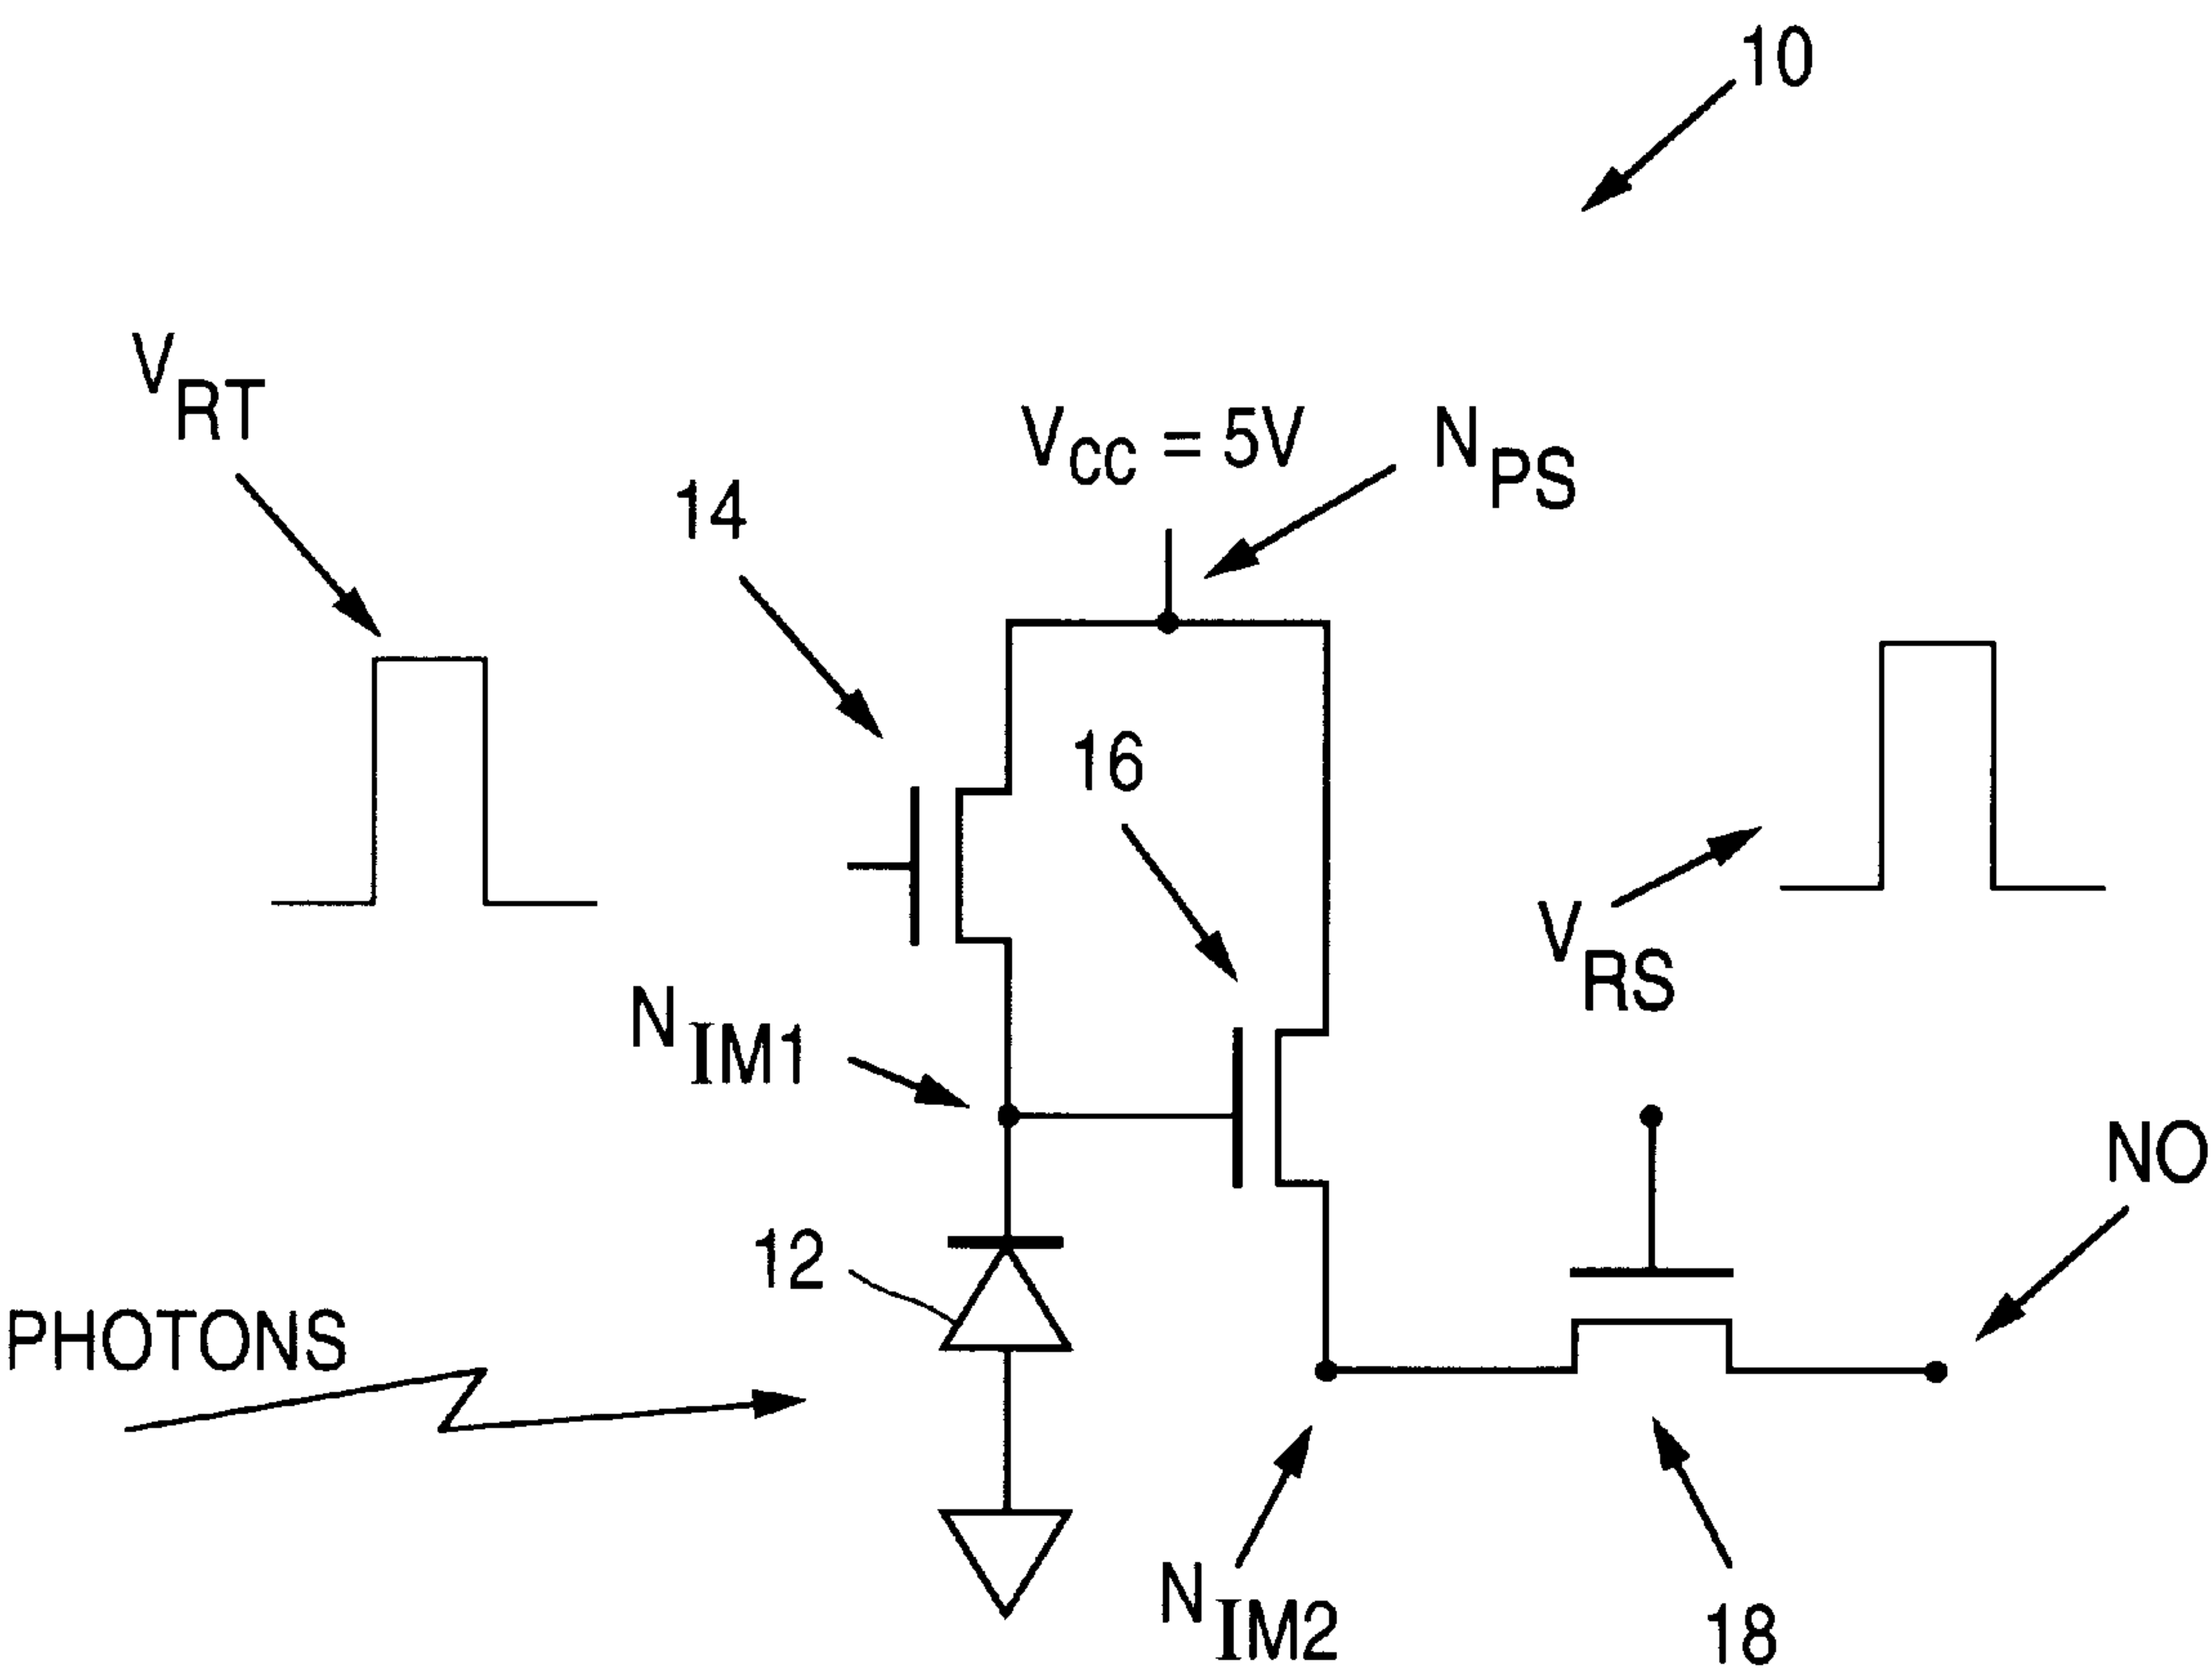 10
VRT
VCC = 5V
NPS
14
16
NIM1
VRS
NO
12
PHOTONS
NIM2
18